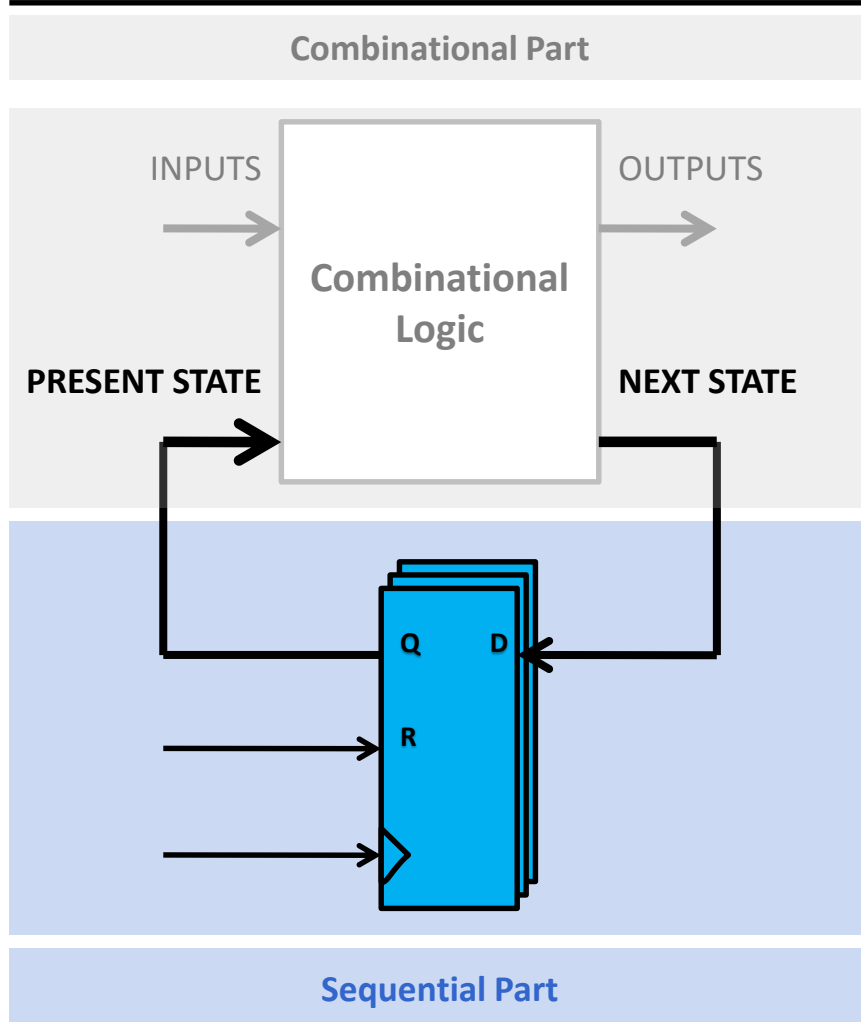 Combinational Part
INPUTS
OUTPUTS
Combinational
Logic
PRESENT STATE
NEXT STATE
Q
D
R
Sequential Part